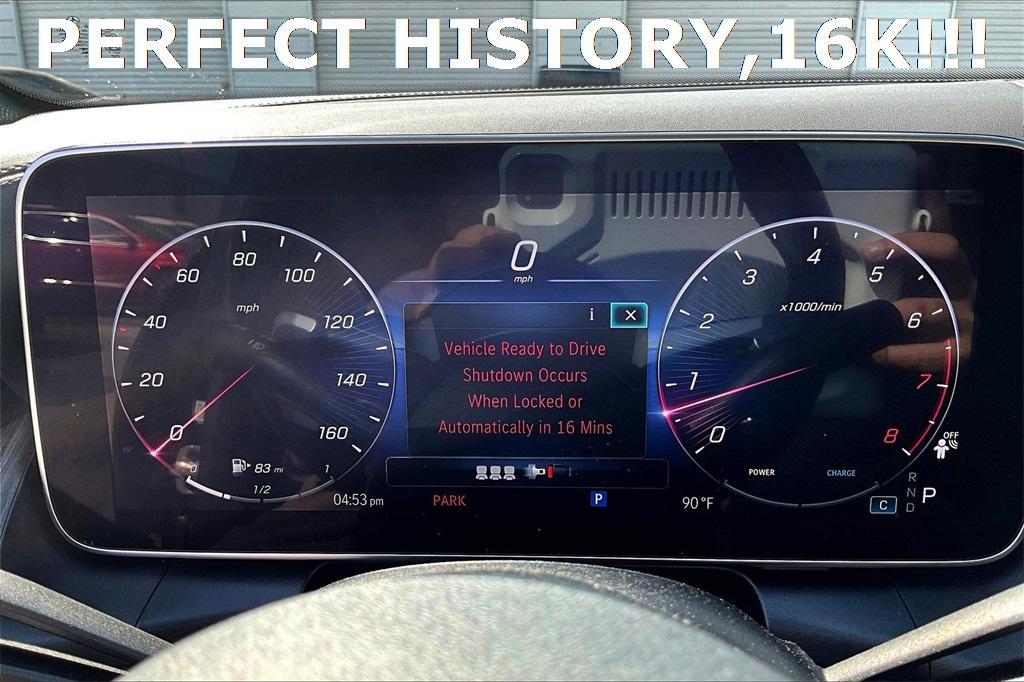 PERFECT HISTORY,16K!!!
0
mph
80
60
100
mph
40
120
20
140
0
160
83 mi
0
1
1/2
04:53 pm
i X
Vehicle Ready to Drive
Shutdown Occurs
When Locked or
Automatically in 16 Mins
PARK
P
90 °F
4
3
5
x1000/min
2
6
1
7
0
8
POWER
CHARGE
OFF
C
R
N
D
P